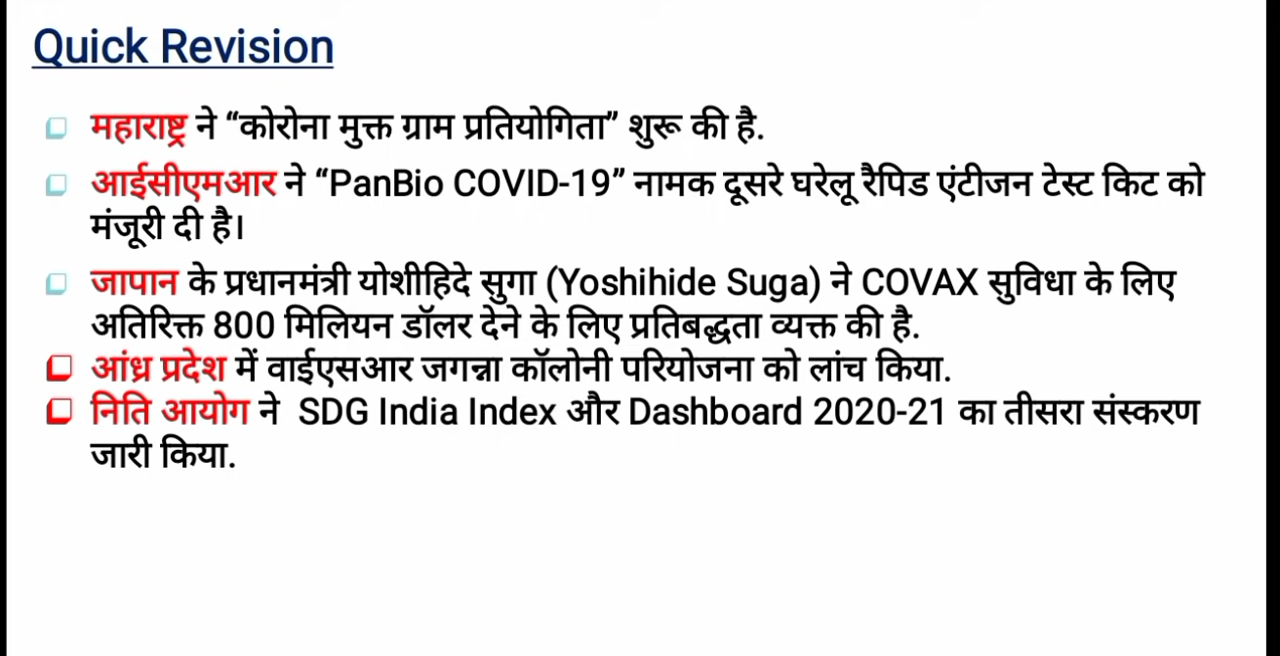 Quick Revision
महाराष्ट्र ने “कोरोना मुक्त ग्राम प्रतियोगिता” शुरू की है.
आईसीएमआर ने “PanBio COVID-19” नामक दूसरे घरेलू रैपिड एंटीजन टेस्ट किट को
मंजूरी दी है।
जापान के प्रधानमंत्री योशीहिदे सुगा (Yoshihide Suga) ने COVAX सुविधा के लिए
अतिरिक्त 800 मिलियन डॉलर देने के लिए प्रतिबद्धता व्यक्त की है.
आंध्र प्रदेश में वाईएसआर जगन्ना कॉलोनी परियोजना को लांच किया.
निति आयोग ने SDG India Index और Dashboard 2020-21 का तीसरा संस्करण
जारी किया.